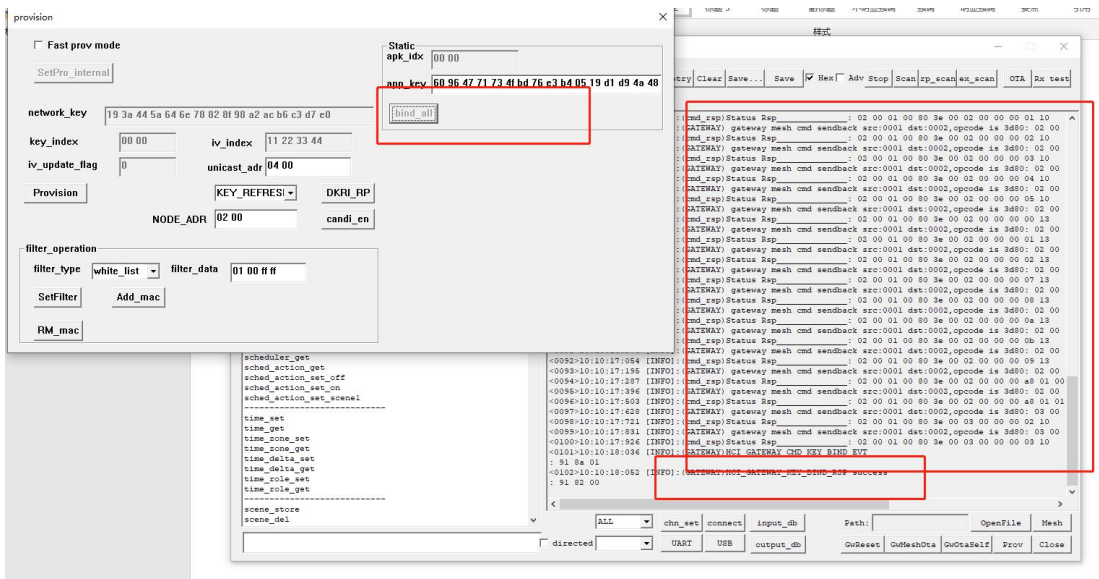 provision
Fast prov mode
SetPro_internal
network_key 19 3a 44 5a 64 6e 78 82 8f 98 a2 ac b6 c3 d7 e0
key_index 00 00 iv_index 11 22 33 44
iv_update_flag 0 unicast_adr 04 00
Provision KEY_REFRESI DKRI_RP
NODE_ADR 02 00 candi_en
filter_operation
filter_type white_list filter_data 01 00 ff ff
SetFilter Add_mac
RM_mac
Static
apk_idx 00 00
app_key 60 96 47 71 73 4f bd 76 e3 b4 05 19 d1 d9 4a 48
bind_all
样式
Clear Save... Save Hex Adv Stop Scan rp_scan ex_scan OTA Rx test
(cmd_rsp)Status Rsp : 02 00 01 00 80 3e 00 02 00 00 00 01 10
:(GATEWAY) gateway mesh cmd sendback src:0001 dst:0002,opcode is 3d80: 02 00
(cmd_rsp)Status Rsp : 02 00 01 00 80 3e 00 02 00 00 00 02 10
:(GATEWAY) gateway mesh cmd sendback src:0001 dst:0002,opcode is 3d80: 02 00
(cmd_rsp)Status Rsp : 02 00 01 00 80 3e 00 02 00 00 00 03 10
:(GATEWAY) gateway mesh cmd sendback src:0001 dst:0002,opcode is 3d80: 02 00
(cmd_rsp)Status Rsp : 02 00 01 00 80 3e 00 02 00 00 00 04 10
:(GATEWAY) gateway mesh cmd sendback src:0001 dst:0002,opcode is 3d80: 02 00
(cmd_rsp)Status Rsp : 02 00 01 00 80 3e 00 02 00 00 00 05 10
:(GATEWAY) gateway mesh cmd sendback src:0001 dst:0002,opcode is 3d80: 02 00
(cmd_rsp)Status Rsp : 02 00 01 00 80 3e 00 02 00 00 00 00 13
:(GATEWAY) gateway mesh cmd sendback src:0001 dst:0002,opcode is 3d80: 02 00
(cmd_rsp)Status Rsp : 02 00 01 00 80 3e 00 02 00 00 00 01 13
:(GATEWAY) gateway mesh cmd sendback src:0001 dst:0002,opcode is 3d80: 02 00
(cmd_rsp)Status Rsp : 02 00 01 00 80 3e 00 02 00 00 00 02 13
:(GATEWAY) gateway mesh cmd sendback src:0001 dst:0002,opcode is 3d80: 02 00
(cmd_rsp)Status Rsp : 02 00 01 00 80 3e 00 02 00 00 00 07 13
:(GATEWAY) gateway mesh cmd sendback src:0001 dst:0002,opcode is 3d80: 02 00
(cmd_rsp)Status Rsp : 02 00 01 00 80 3e 00 02 00 00 00 08 13
:(GATEWAY) gateway mesh cmd sendback src:0001 dst:0002,opcode is 3d80: 02 00
(cmd_rsp)Status Rsp : 02 00 01 00 80 3e 00 02 00 00 00 0a 13
:(GATEWAY) gateway mesh cmd sendback src:0001 dst:0002,opcode is 3d80: 02 00
(cmd_rsp)Status Rsp : 02 00 01 00 80 3e 00 02 00 00 00 0b 13
:(GATEWAY) gateway mesh cmd sendback src:0001 dst:0002,opcode is 3d80: 02 00
<0092>10:10:17:054 [INFO]:(cmd_rsp)Status Rsp : 02 00 01 00 80 3e 00 02 00 00 00 09 13
<0093>10:10:17:195 [INFO]:(GATEWAY) gateway mesh cmd sendback src:0001 dst:0002,opcode is 3d80: 02 00
<0094>10:10:17:287 [INFO]:(cmd_rsp)Status Rsp : 02 00 01 00 80 3e 00 02 00 00 00 a8 01 00
<0095>10:10:17:396 [INFO]:(GATEWAY) gateway mesh cmd sendback src:0001 dst:0002,opcode is 3d80: 02 00
<0096>10:10:17:503 [INFO]:(cmd_rsp)Status Rsp : 02 00 01 00 80 3e 00 02 00 00 00 a8 01 01
<0097>10:10:17:628 [INFO]:(GATEWAY) gateway mesh cmd sendback src:0001 dst:0002,opcode is 3d80: 03 00
<0098>10:10:17:721 [INFO]:(cmd_rsp)Status Rsp : 02 00 01 00 80 3e 00 03 00 00 00 02 10
<0099>10:10:17:831 [INFO]:(GATEWAY) gateway mesh cmd sendback src:0001 dst:0002,opcode is 3d80: 03 00
<0100>10:10:17:926 [INFO]:(cmd_rsp)Status Rsp : 02 00 01 00 80 3e 00 03 00 00 00 03 10
<0101>10:10:18:036 [INFO]:(GATEWAY)HCI GATEWAY CMD KEY BIND EVT
: 91 8a 01
<0102>10:10:18:052 [INFO]:(GATEWAY)HCI_GATEWAY_KEY_BIND_RSP success
: 91 82 00
scheduler_get
sched_action_get
sched_action_set_off
sched_action_set_on
sched_action_set_scene1
time_set
time_get
time_zone_set
time_zone_get
time_delta_set
time_delta_get
time_role_set
time_role_get
scene_store
scene_del
ALL chn_set connect input_db Path: OpenFile Mesh
directed UART USB output_db GwReset GwMeshOta GwOtaSelf Prov Close